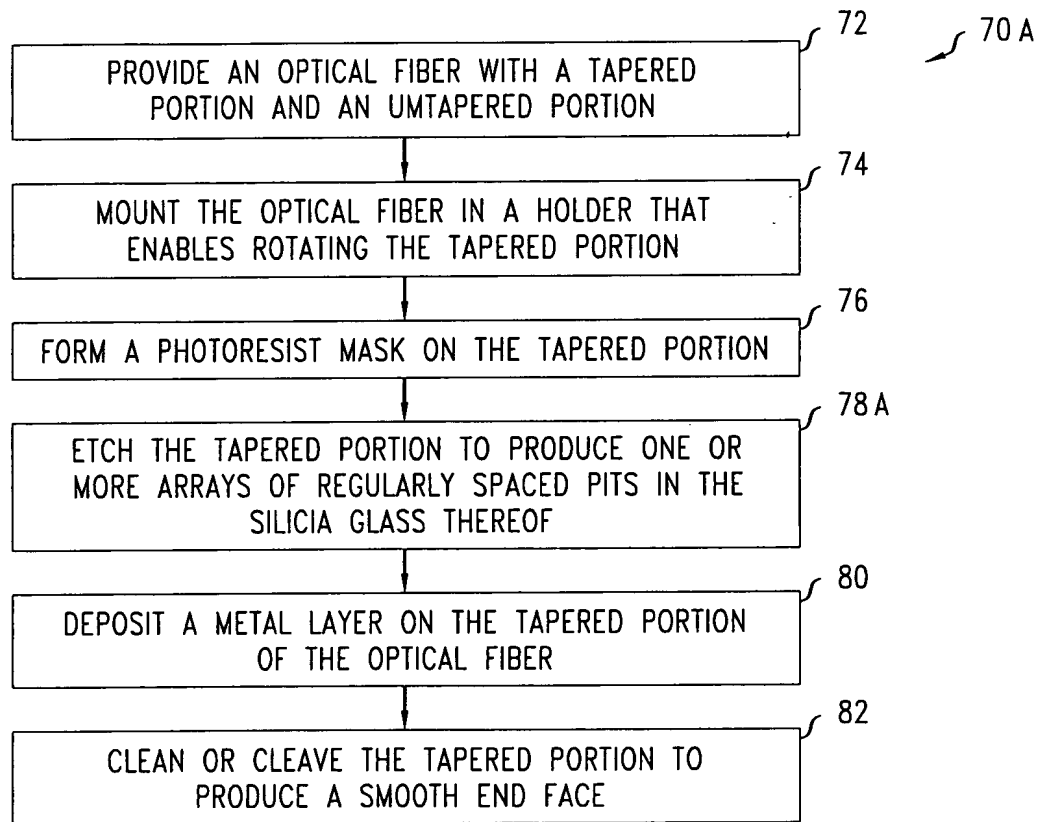 72
70 A
PROVIDE AN OPTICAL FIBER WITH A TAPERED
PORTION AND AN UMTAPERED PORTION
74
MOUNT THE OPTICAL FIBER IN A HOLDER THAT
ENABLES ROTATING THE TAPERED PORTION
76
FORM A PHOTORESIST MASK ON THE TAPERED PORTION
78 A
ETCH THE TAPERED PORTION TO PRODUCE ONE OR
MORE ARRAYS OF REGULARLY SPACED PITS IN THE
SILICIA GLASS THEREOF
80
DEPOSIT A METAL LAYER ON THE TAPERED PORTION
OF THE OPTICAL FIBER
82
CLEAN OR CLEAVE THE TAPERED PORTION TO
PRODUCE A SMOOTH END FACE